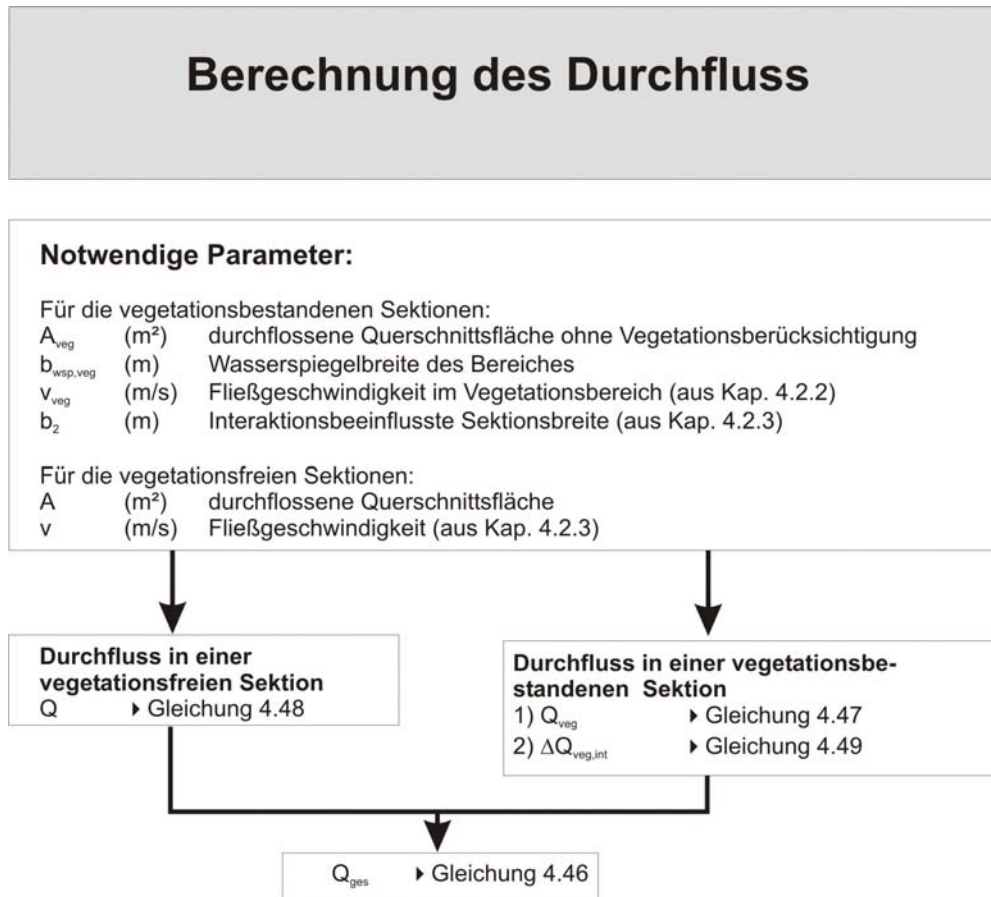 Berechnung des Durchfluss
Notwendige Parameter:
Für die vegetationsbestandenen Sektionen:
A_veg (m²) durchflossene Querschnittsfläche ohne Vegetationsberücksichtigung
b_wsp,veg (m) Wasserspiegelbreite des Bereiches
v_veg (m/s) Fließgeschwindigkeit im Vegetationsbereich (aus Kap. 4.2.2)
b_2 (m) Interaktionsbeeinflusste Sektionsbreite (aus Kap. 4.2.3)
Für die vegetationsfreien Sektionen:
A (m²) durchflossene Querschnittsfläche
v (m/s) Fließgeschwindigkeit (aus Kap. 4.2.3)
Durchfluss in einer
vegetationsfreien Sektion
Q ▸ Gleichung 4.48
Durchfluss in einer vegetationsbe-
standenen Sektion
1) Q_veg ▸ Gleichung 4.47
2) ΔQ_veg,int ▸ Gleichung 4.49
Q_ges ▸ Gleichung 4.46